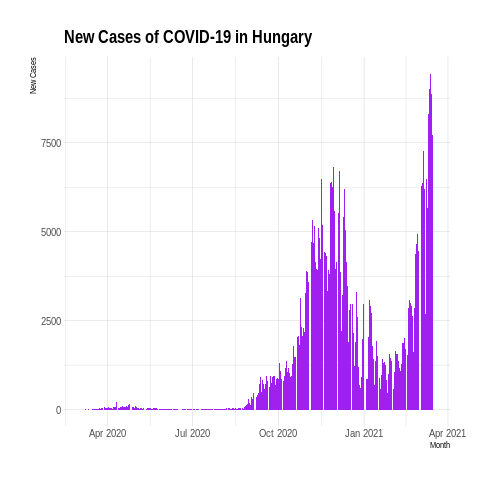 New Cases of COVID-19 in Hungary
New Cases
7500
5000
2500
0
Apr 2020 Jul 2020 Oct 2020 Jan 2021 Apr 2021
Month